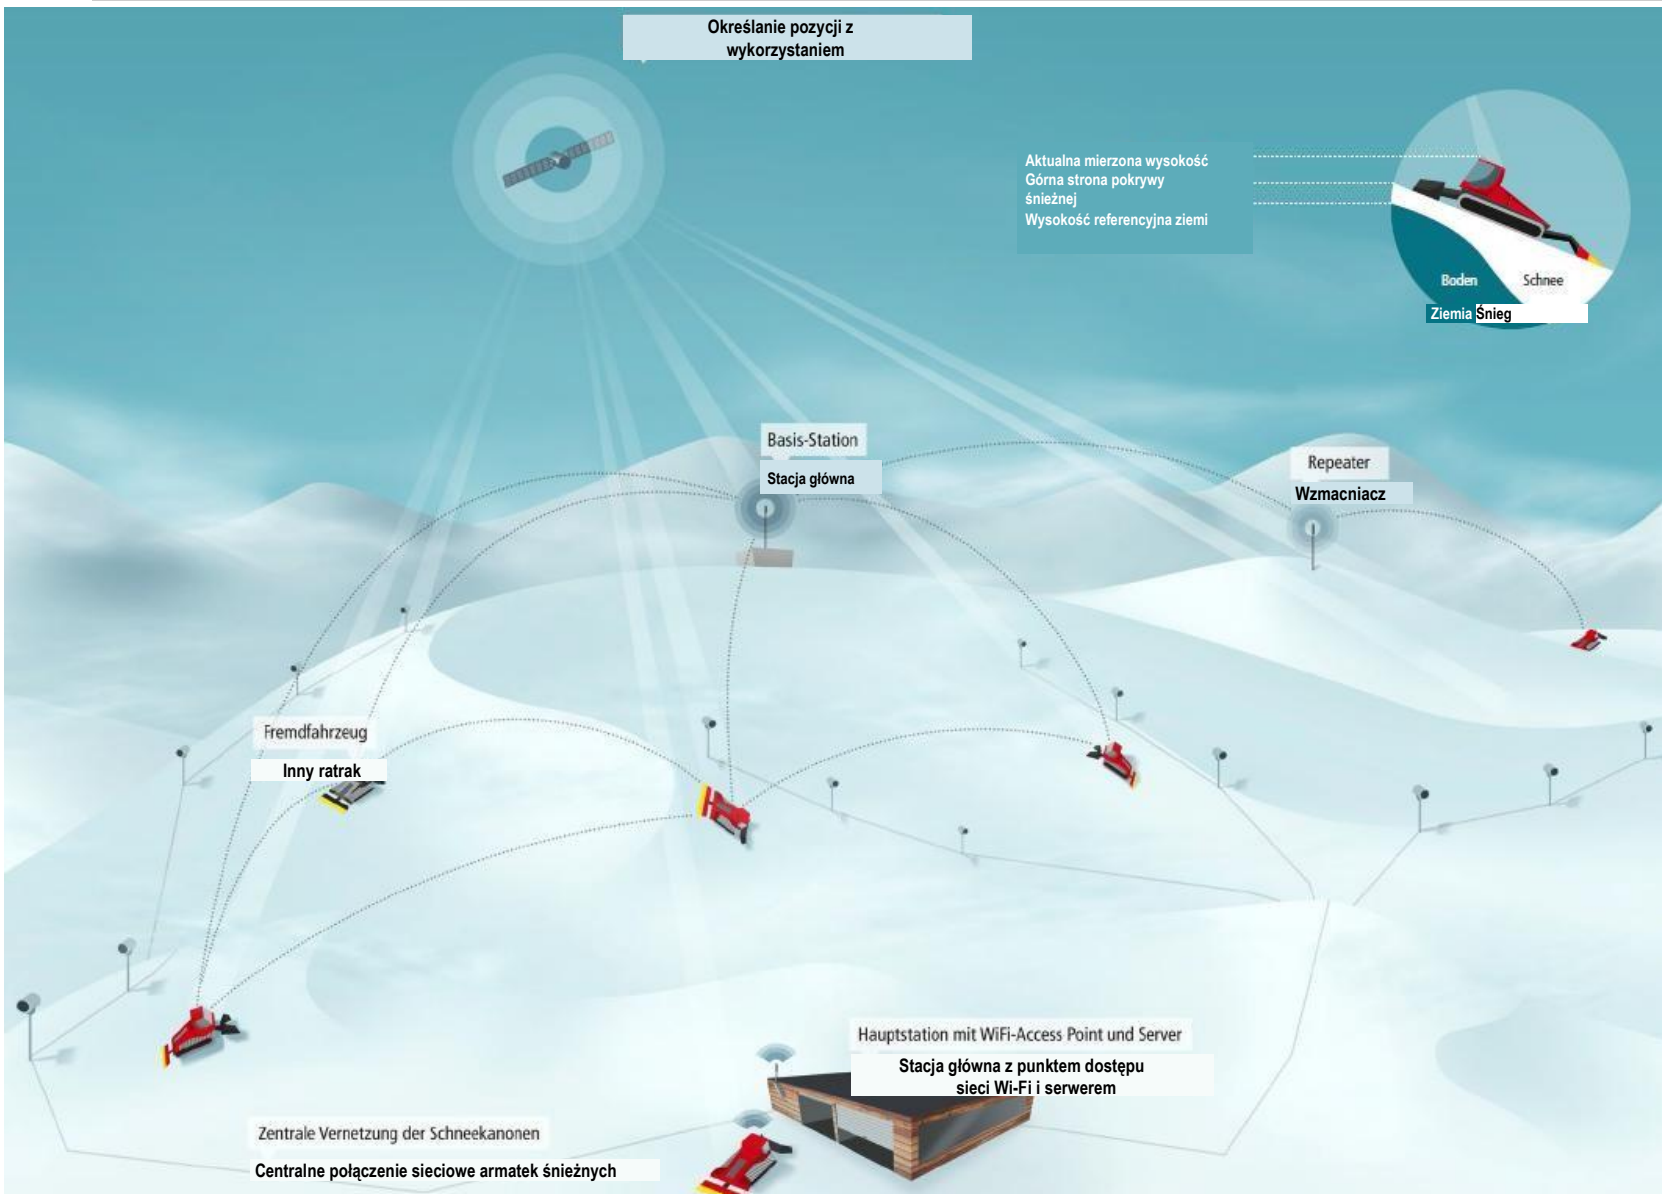 Określanie pozycji z
wykorzystaniem
Aktualna mierzona wysokość
Górna strona pokrywy
śnieżnej
Wysokość referencyjna ziemi
Boden
Schnee
Ziemia Śnieg
Basis-Station
Stacja główna
Repeater
Wzmacniacz
Fremdfahrzeug
Inny ratrak
Hauptstation mit WiFi-Access Point und Server
Stacja główna z punktem dostępu
sieci Wi-Fi i serwerem
Zentrale Vernetzung der Schneekanonen
Centralne połączenie sieciowe armatek śnieżnych